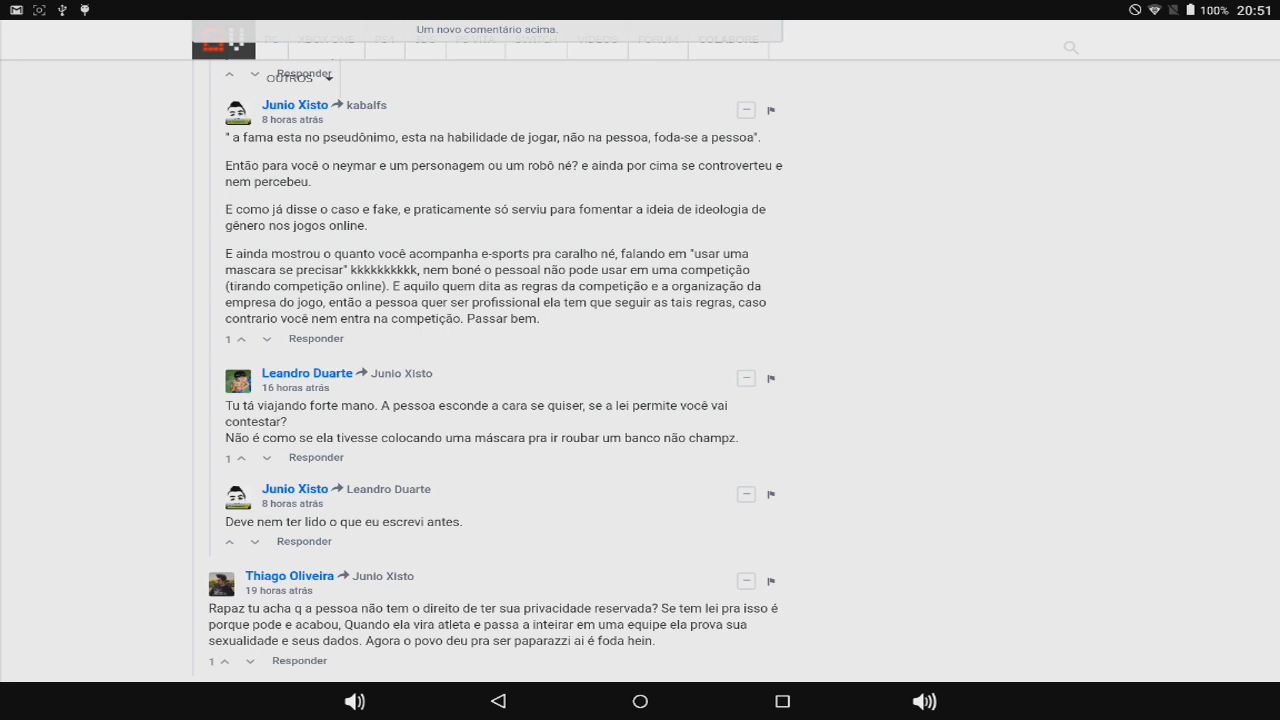 100% 20:51
Um novo comentário acima.
PC XBOX ONE PS4 3DS PS VITA SWITCH VÍDEOS FÓRUM COLABORE
Responder
OUTROS
Junio Xisto kabalfs
8 horas atrás
" a fama esta no pseudônimo, esta na habilidade de jogar, não na pessoa, foda-se a pessoa".
Então para você o neymar e um personagem ou um robô né? e ainda por cima se controverteu e
nem percebeu.
E como já disse o caso e fake, e praticamente só serviu para fomentar a ideia de ideologia de
gênero nos jogos online.
E ainda mostrou o quanto você acompanha e-sports pra caralho né, falando em "usar uma
mascara se precisar" kkkkkkkkkk, nem boné o pessoal não pode usar em uma competição
(tirando competição online). E aquilo quem dita as regras da competição e a organização da
empresa do jogo, então a pessoa quer ser profissional ela tem que seguir as tais regras, caso
contrario você nem entra na competição. Passar bem.
1 Responder
Leandro Duarte Junio Xisto
16 horas atrás
Tu tá viajando forte mano. A pessoa esconde a cara se quiser, se a lei permite você vai
contestar?
Não é como se ela tivesse colocando uma máscara pra ir roubar um banco não champz.
1 Responder
Junio Xisto Leandro Duarte
8 horas atrás
Deve nem ter lido o que eu escrevi antes.
Responder
Thiago Oliveira Junio Xisto
19 horas atrás
Rapaz tu acha q a pessoa não tem o direito de ter sua privacidade reservada? Se tem lei pra isso é
porque pode e acabou, Quando ela vira atleta e passa a inteirar em uma equipe ela prova sua
sexualidade e seus dados. Agora o povo deu pra ser paparazzi ai é foda hein.
1 Responder